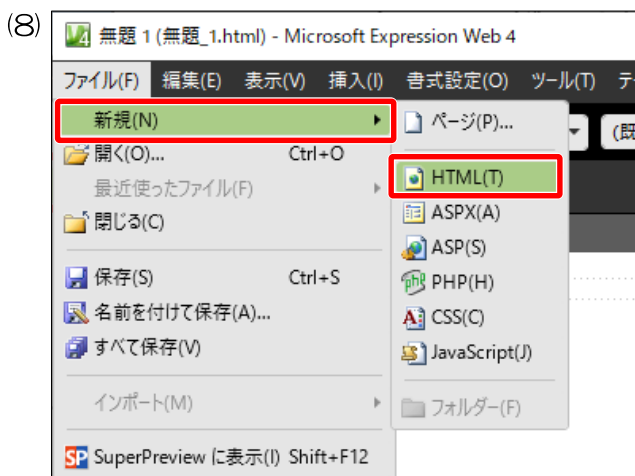 (8)
無題 1 (無題_1.html) - Microsoft Expression Web 4
ファイル(F) 編集(E) 表示(V) 挿入(I) 書式設定(O) ツール(T) テ
新規(N)
開く(O)... Ctrl+O
最近使ったファイル(F)
閉じる(C)
保存(S) Ctrl+S
名前を付けて保存(A)...
すべて保存(V)
インポート(M)
SP SuperPreview に表示(I) Shift+F12
ページ(P)...
HTML(T)
ASPX(A)
ASP(S)
php PHP(H)
CSS(C)
JavaScript(J)
フォルダー(F)
(既